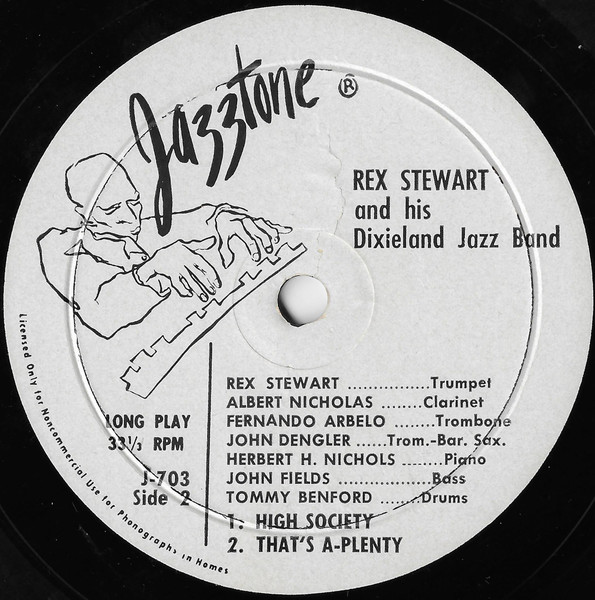 Jazztone ®
REX STEWART
and his
Dixieland Jazz Band
REX STEWART ................Trumpet
ALBERT NICHOLAS ........Clarinet
FERNANDO ARBELO .......Trombone
JOHN DENGLER ......Trom.-Bar. Sax.
HERBERT H. NICHOLS ........Piano
JOHN FIELDS .................Bass
TOMMY BENFORD ........Drums
1. HIGH SOCIETY
2. THAT'S A-PLENTY
LONG PLAY
33⅓ RPM
J-703
Side 2
Licensed Only for Noncommercial Use for Phonographs in Homes